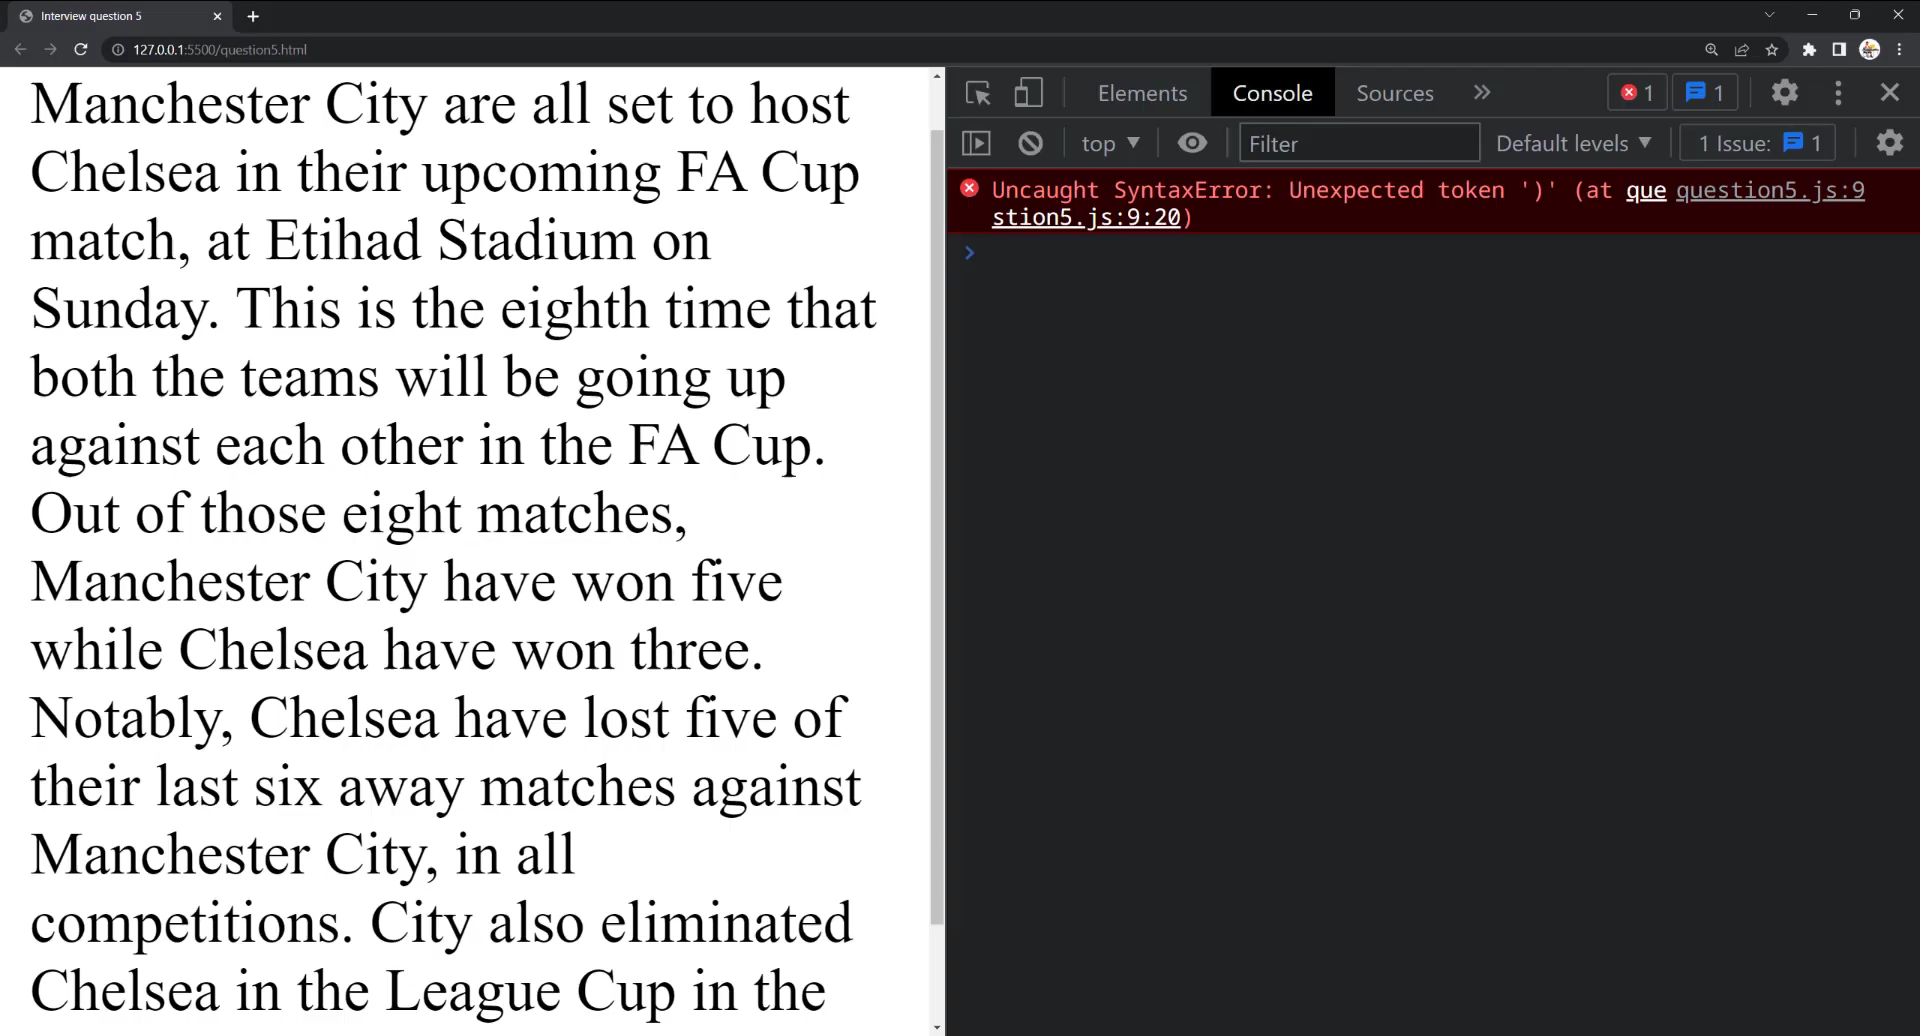 Interview question 5
127.0.0.1:5500/question5.html
Manchester City are all set to host
Chelsea in their upcoming FA Cup
match, at Etihad Stadium on
Sunday. This is the eighth time that
both the teams will be going up
against each other in the FA Cup.
Out of those eight matches,
Manchester City have won five
while Chelsea have won three.
Notably, Chelsea have lost five of
their last six away matches against
Manchester City, in all
competitions. City also eliminated
Chelsea in the League Cup in the
Elements Console Sources 1 1
top Filter Default levels 1 Issue: 1
Uncaught SyntaxError: Unexpected token ')' (at que question5.js:9
stion5.js:9:20)